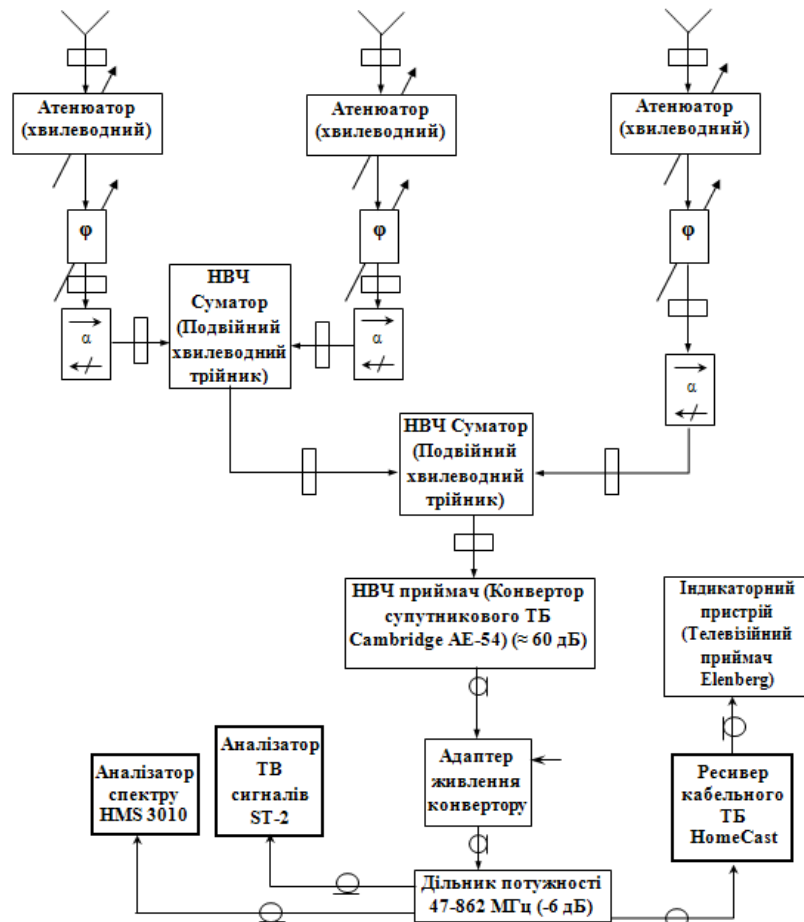 Атенюатор
(хвилеводний)
Атенюатор
(хвилеводний)
Атенюатор
(хвилеводний)
φ
φ
φ
α
НВЧ
Суматор
(Подвійний
хвилеводний
трійник)
α
α
НВЧ Суматор
(Подвійний
хвилеводний
трійник)
НВЧ приймач (Конвертор
супутникового ТБ
Cambridge AE-54) (≈ 60 дБ)
Індикаторний
пристрій
(Телевізійний
приймач
Elenberg)
Аналізатор
спектру
HMS 3010
Аналізатор
ТВ
сигналів
ST-2
Адаптер
живлення
конвертору
Ресивер
кабельного
ТБ
HomeCast
Дільник потужності
47-862 МГц (-6 дБ)